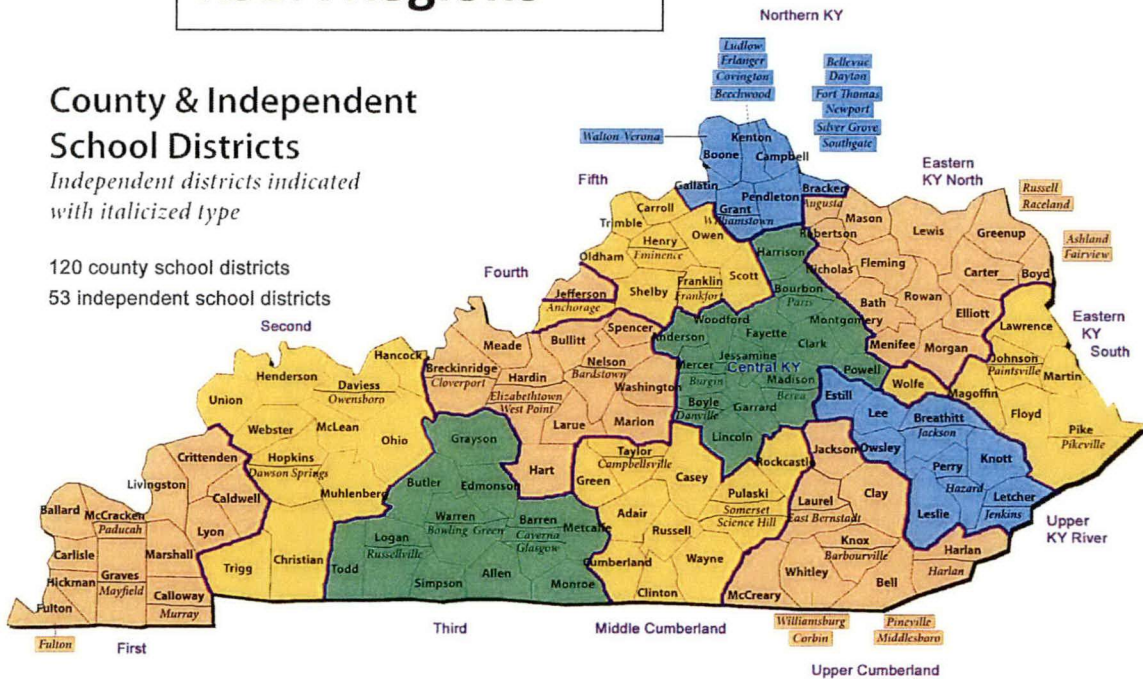 Regions
Northern KY
County & Independent
School Districts
Independent districts indicated
with italicized type
120 county school districts
53 independent school districts
Ludlow
Erlanger
Covington
Beechwood
Bellevue
Dayton
Fort Thomas
Newport
Silver Grove
Southgate
Walton-Verona
Kenton
Boone
Campbell
Gallatin
Grant
Williamstown
Pendleton
Bracken
Augusta
Eastern
KY North
Russell
Raceland
Ashland
Fairview
Mason
Lewis
Greenup
Robertson
Nicholas
Fleming
Carter
Boyd
Bath
Rowan
Elliott
Menifee
Morgan
Fifth
Carroll
Trimble
Owen
Henry
Eminence
Oldham
Scott
Franklin
Frankfort
Shelby
Jefferson
Anchorage
Harrison
Bourbon
Paris
Woodford
Fayette
Montgomery
Anderson
Clark
Jessamine
Mercer
Burgin
Central KY
Madison
Berea
Powell
Boyle
Danville
Garrard
Lincoln
Eastern
KY
South
Lawrence
Johnson
Paintsville
Martin
Wolfe
Magoffin
Floyd
Pike
Pikeville
Fourth
Spencer
Bullitt
Meade
Breckinridge
Cloverport
Hardin
Elizabethtown
West Point
Nelson
Bardstown
Washington
Larue
Marion
Hart
Second
Hancock
Henderson
Daviess
Owensboro
Union
Webster
McLean
Ohio
Hopkins
Dawson Springs
Muhlenberg
Christian
Trigg
Estill
Lee
Breathitt
Jackson
Owsley
Perry
Hazard
Knott
Leslie
Letcher
Jenkins
Upper
KY River
Grayson
Butler
Edmonson
Warren
Bowling Green
Barren
Caverna
Glasgow
Metcalfe
Logan
Russellville
Todd
Simpson
Allen
Monroe
Third
Taylor
Campbellsville
Green
Casey
Rockcastle
Pulaski
Somerset
Science Hill
Adair
Russell
Wayne
Cumberland
Clinton
Middle Cumberland
Jackson
Laurel
East Bernstadt
Clay
Knox
Barbourville
Whitley
Bell
McCreary
Harlan
Harlan
Williamsburg
Corbin
Pineville
Middlesboro
Upper Cumberland
Crittenden
Livingston
Caldwell
Lyon
Ballard
McCracken
Paducah
Carlisle
Marshall
Hickman
Graves
Mayfield
Calloway
Murray
Fulton
Fulton
First